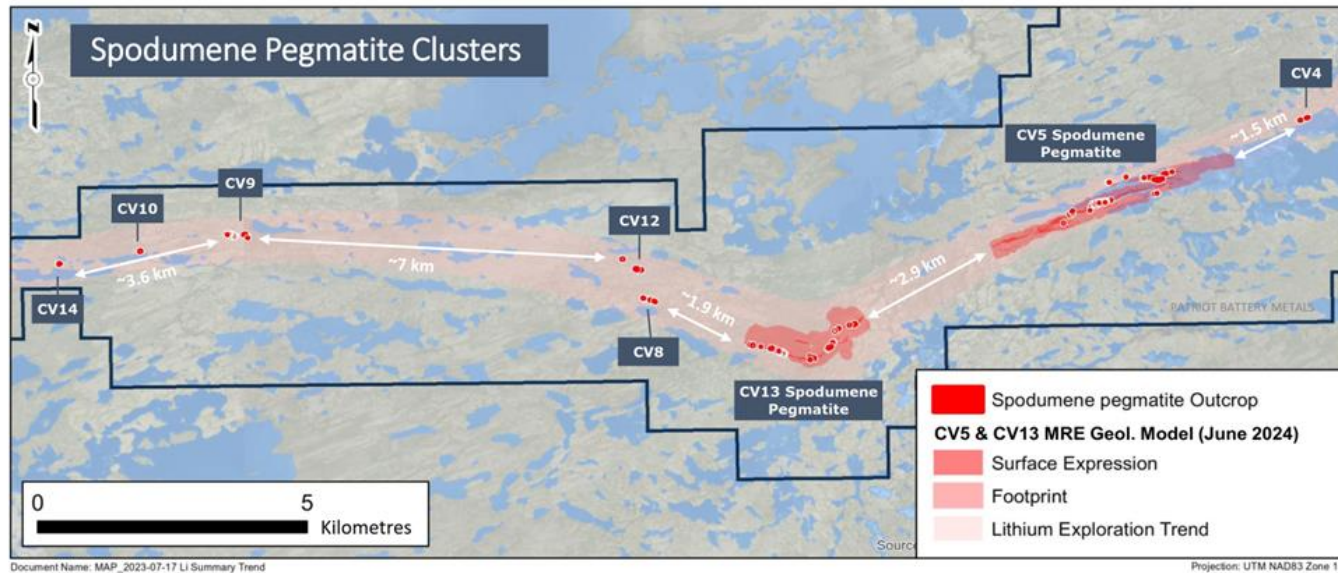 Spodumene Pegmatite Clusters
N
CV4
~1.5 km
CV5 Spodumene
Pegmatite
CV9
CV10
CV12
~7 km
~3.6 km
~2.9 km
CV14
~1.9 km
PATRIOT BATTERY METALS
CV8
CV13 Spodumene
Pegmatite
Spodumene pegmatite Outcrop
CV5 & CV13 MRE Geol. Model (June 2024)
Surface Expression
Footprint
Lithium Exploration Trend
0 5
Kilometres
Document Name: MAP_2023-07-17 Li Summary Trend
Projection: UTM NAD83 Zone 1